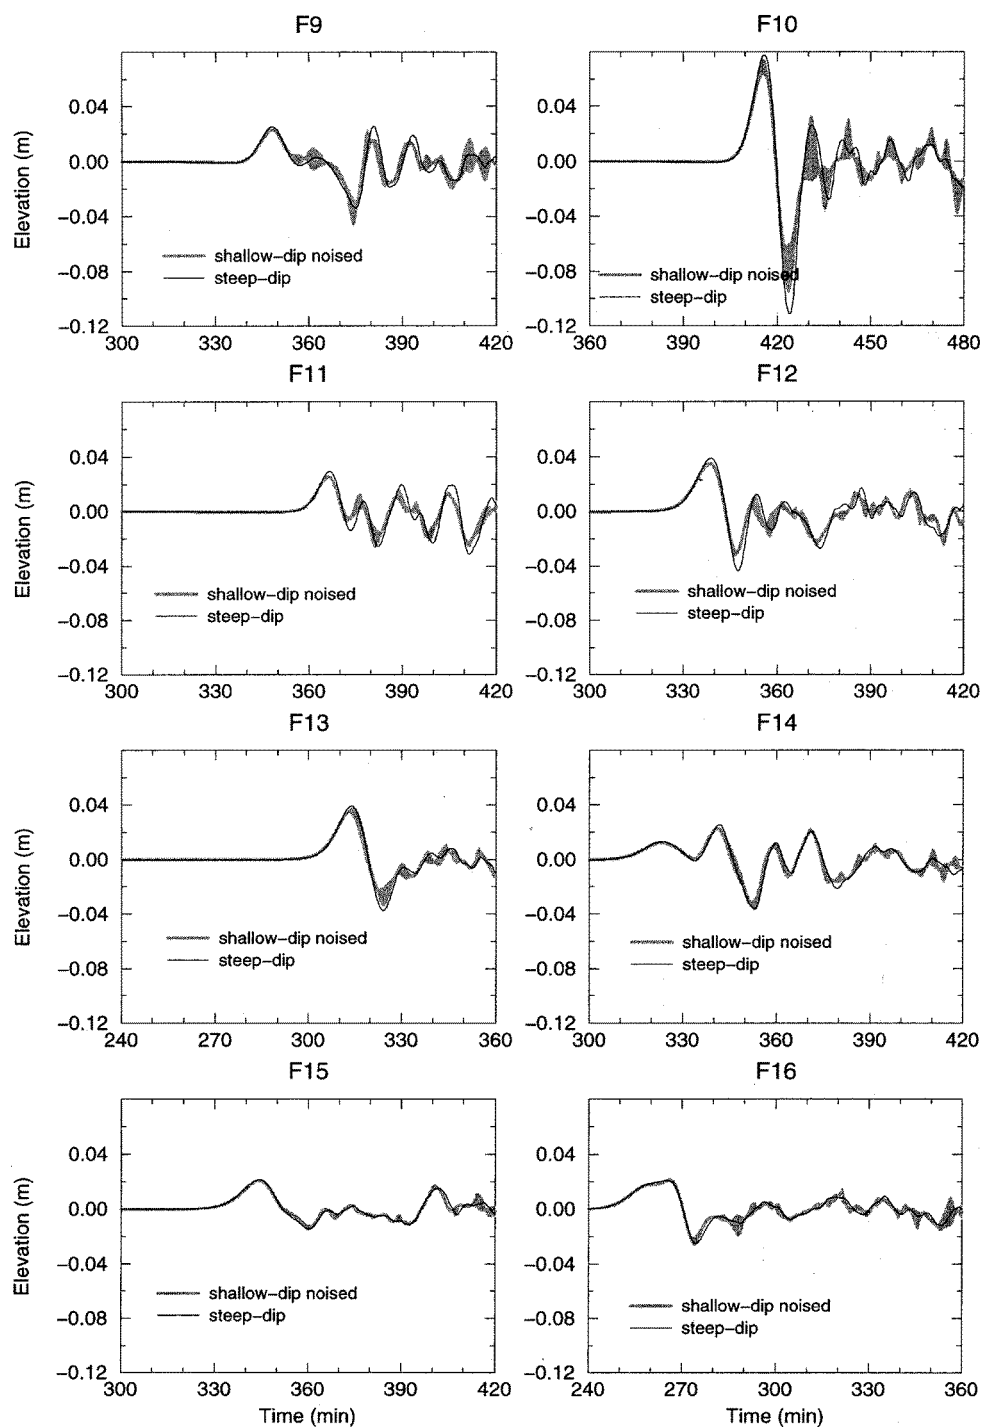 F9 F10
0.04
0.00
−0.04
−0.08
−0.12
Elevation (m)
shallow−dip noised
steep−dip
300 330 360 390 420
0.04
0.00
−0.04
−0.08
−0.12
shallow−dip noised
steep−dip
360 420 450 480
F11 F12
0.04
0.00
−0.04
−0.08
−0.12
Elevation (m)
shallow−dip noised
steep−dip
300 330 360 390 420
0.04
0.00
−0.04
−0.08
−0.12
shallow−dip noised
steep−dip
300 330 360 390 420
F13 F14
0.04
0.00
−0.04
−0.08
−0.12
Elevation (m)
shallow−dip noised
steep−dip
240 270 300 330 360
0.04
0.00
−0.04
−0.08
−0.12
shallow−dip noised
steep−dip
300 330 360 390 420
F15 F16
0.04
0.00
−0.04
−0.08
−0.12
Elevation (m)
shallow−dip noised
steep−dip
300 330 360 390 420
Time (min)
0.04
0.00
−0.04
−0.08
−0.12
shallow−dip noised
steep−dip
240 270 300 330 360
Time (min)